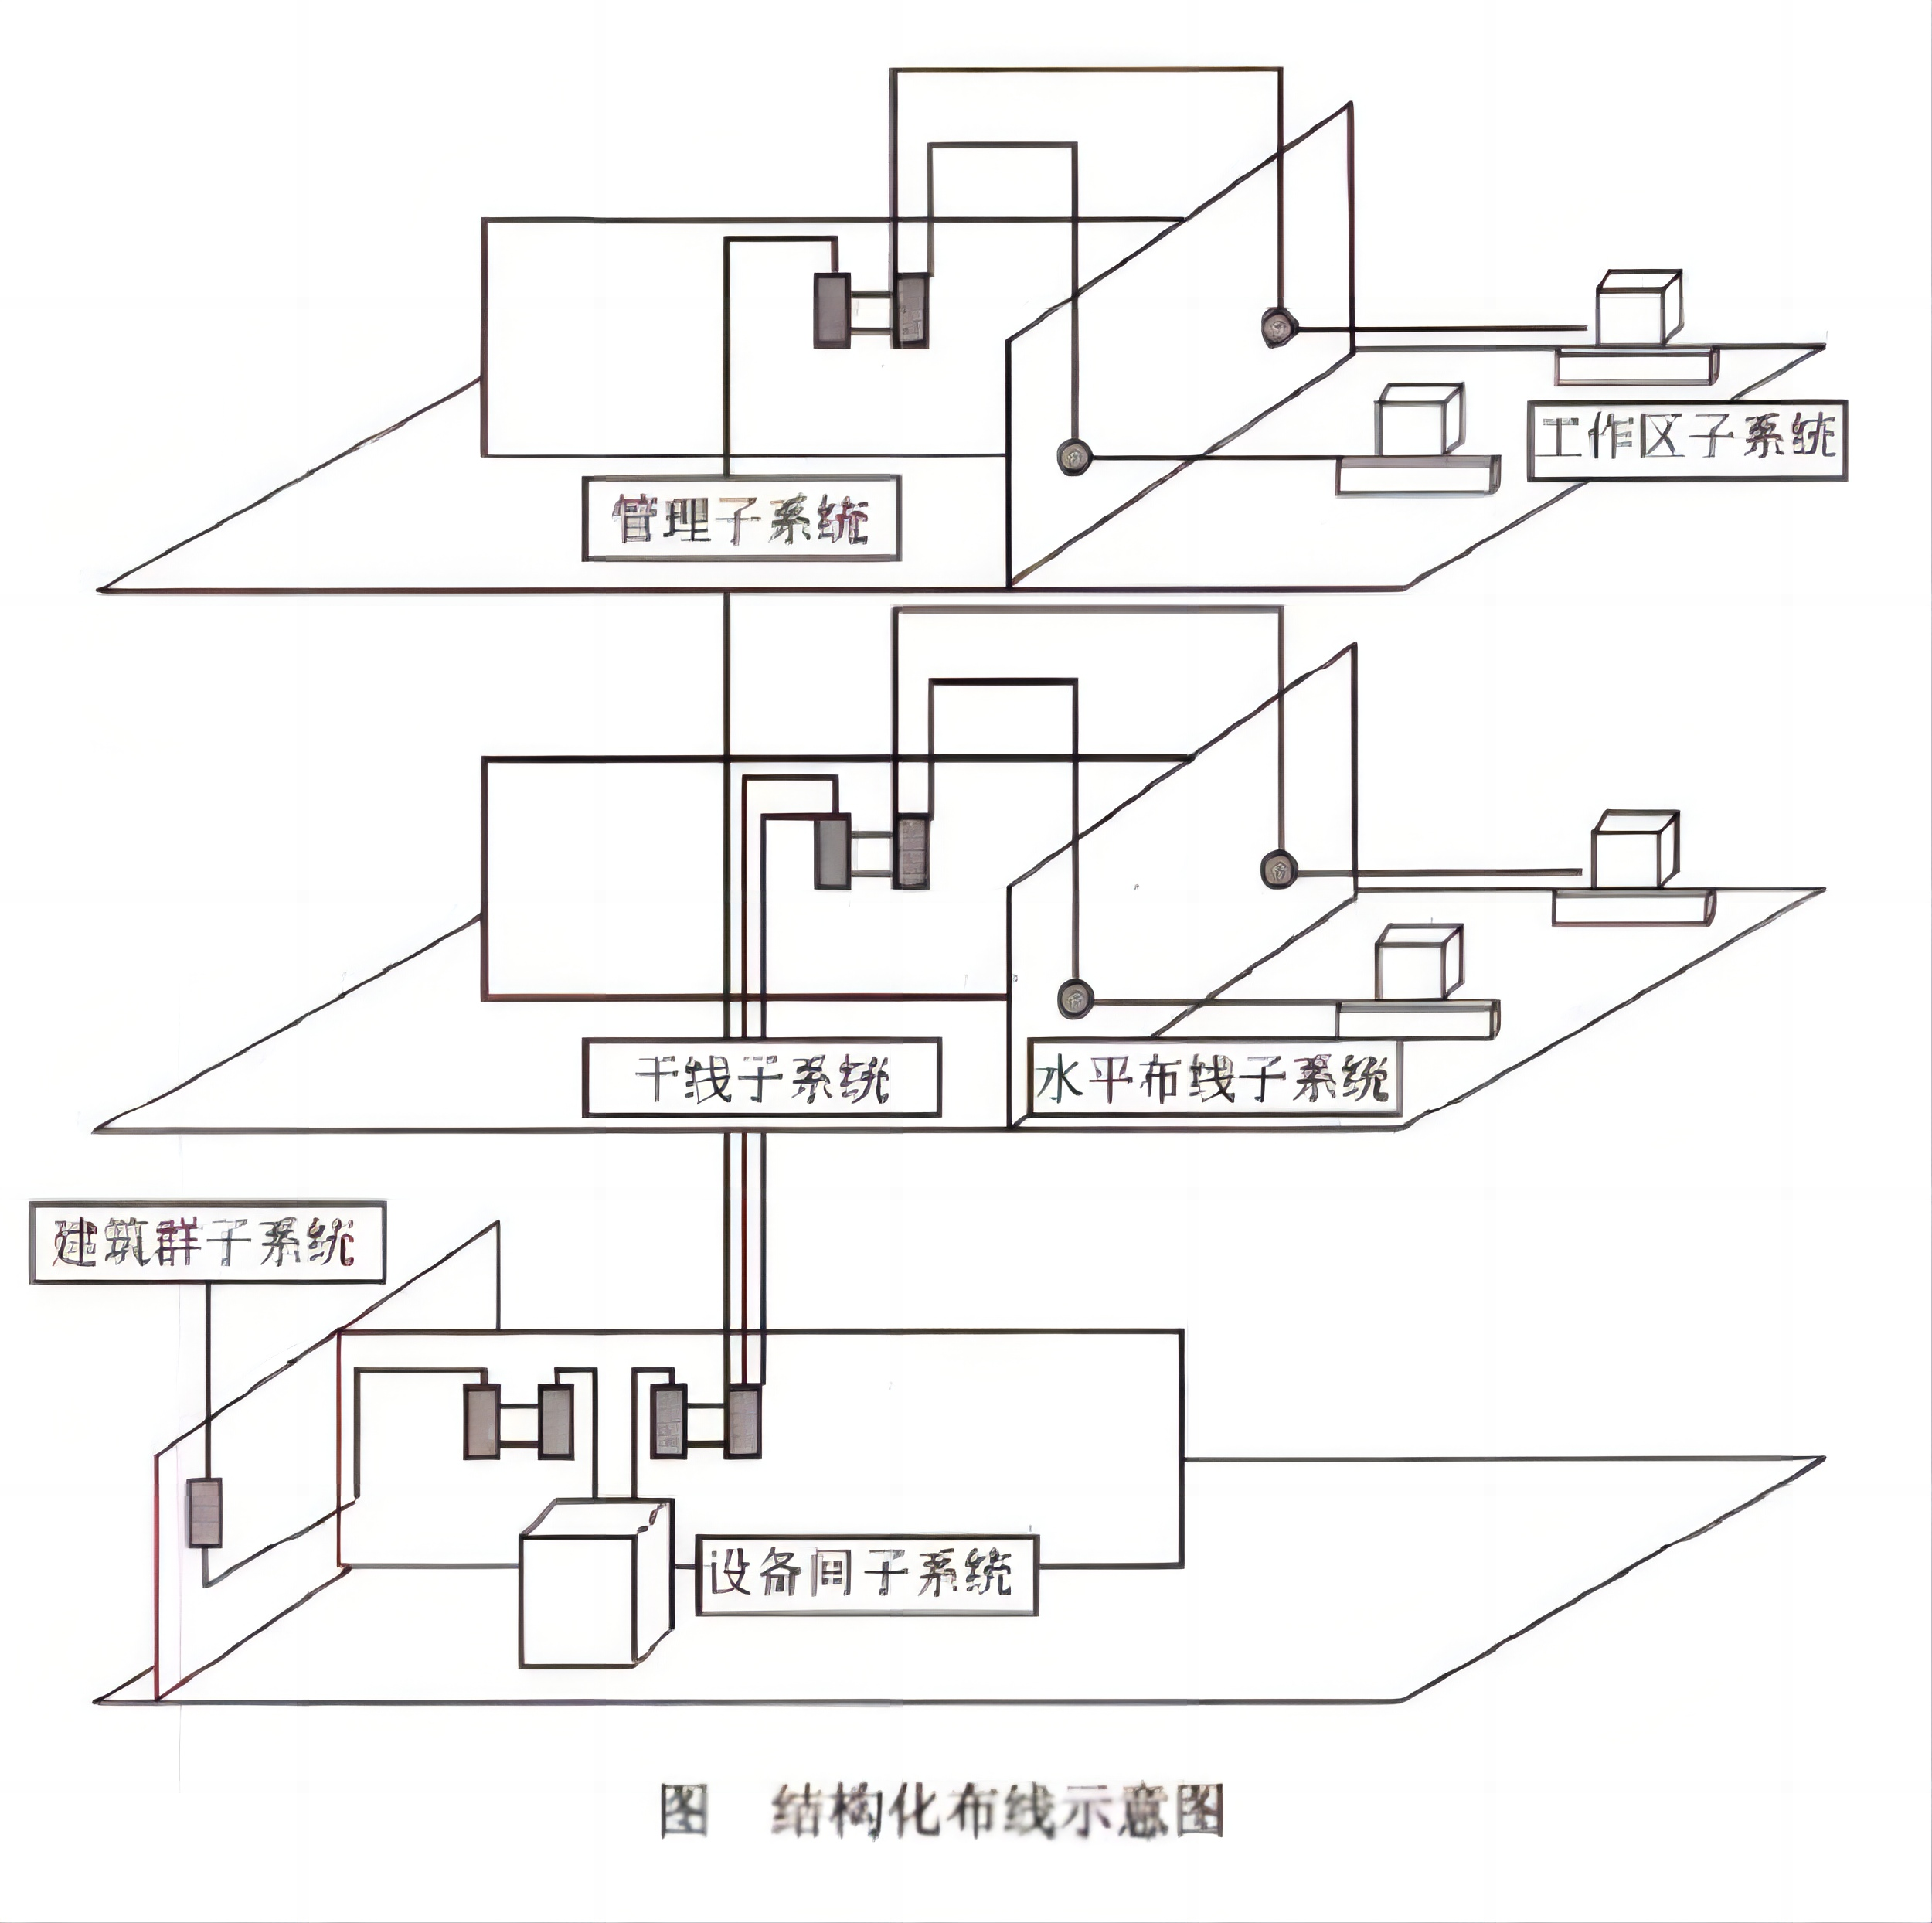 工作区子系统
管理子系统
干线子系统
水平布线子系统
建筑群子系统
设备间子系统
图 结构化布线示意图